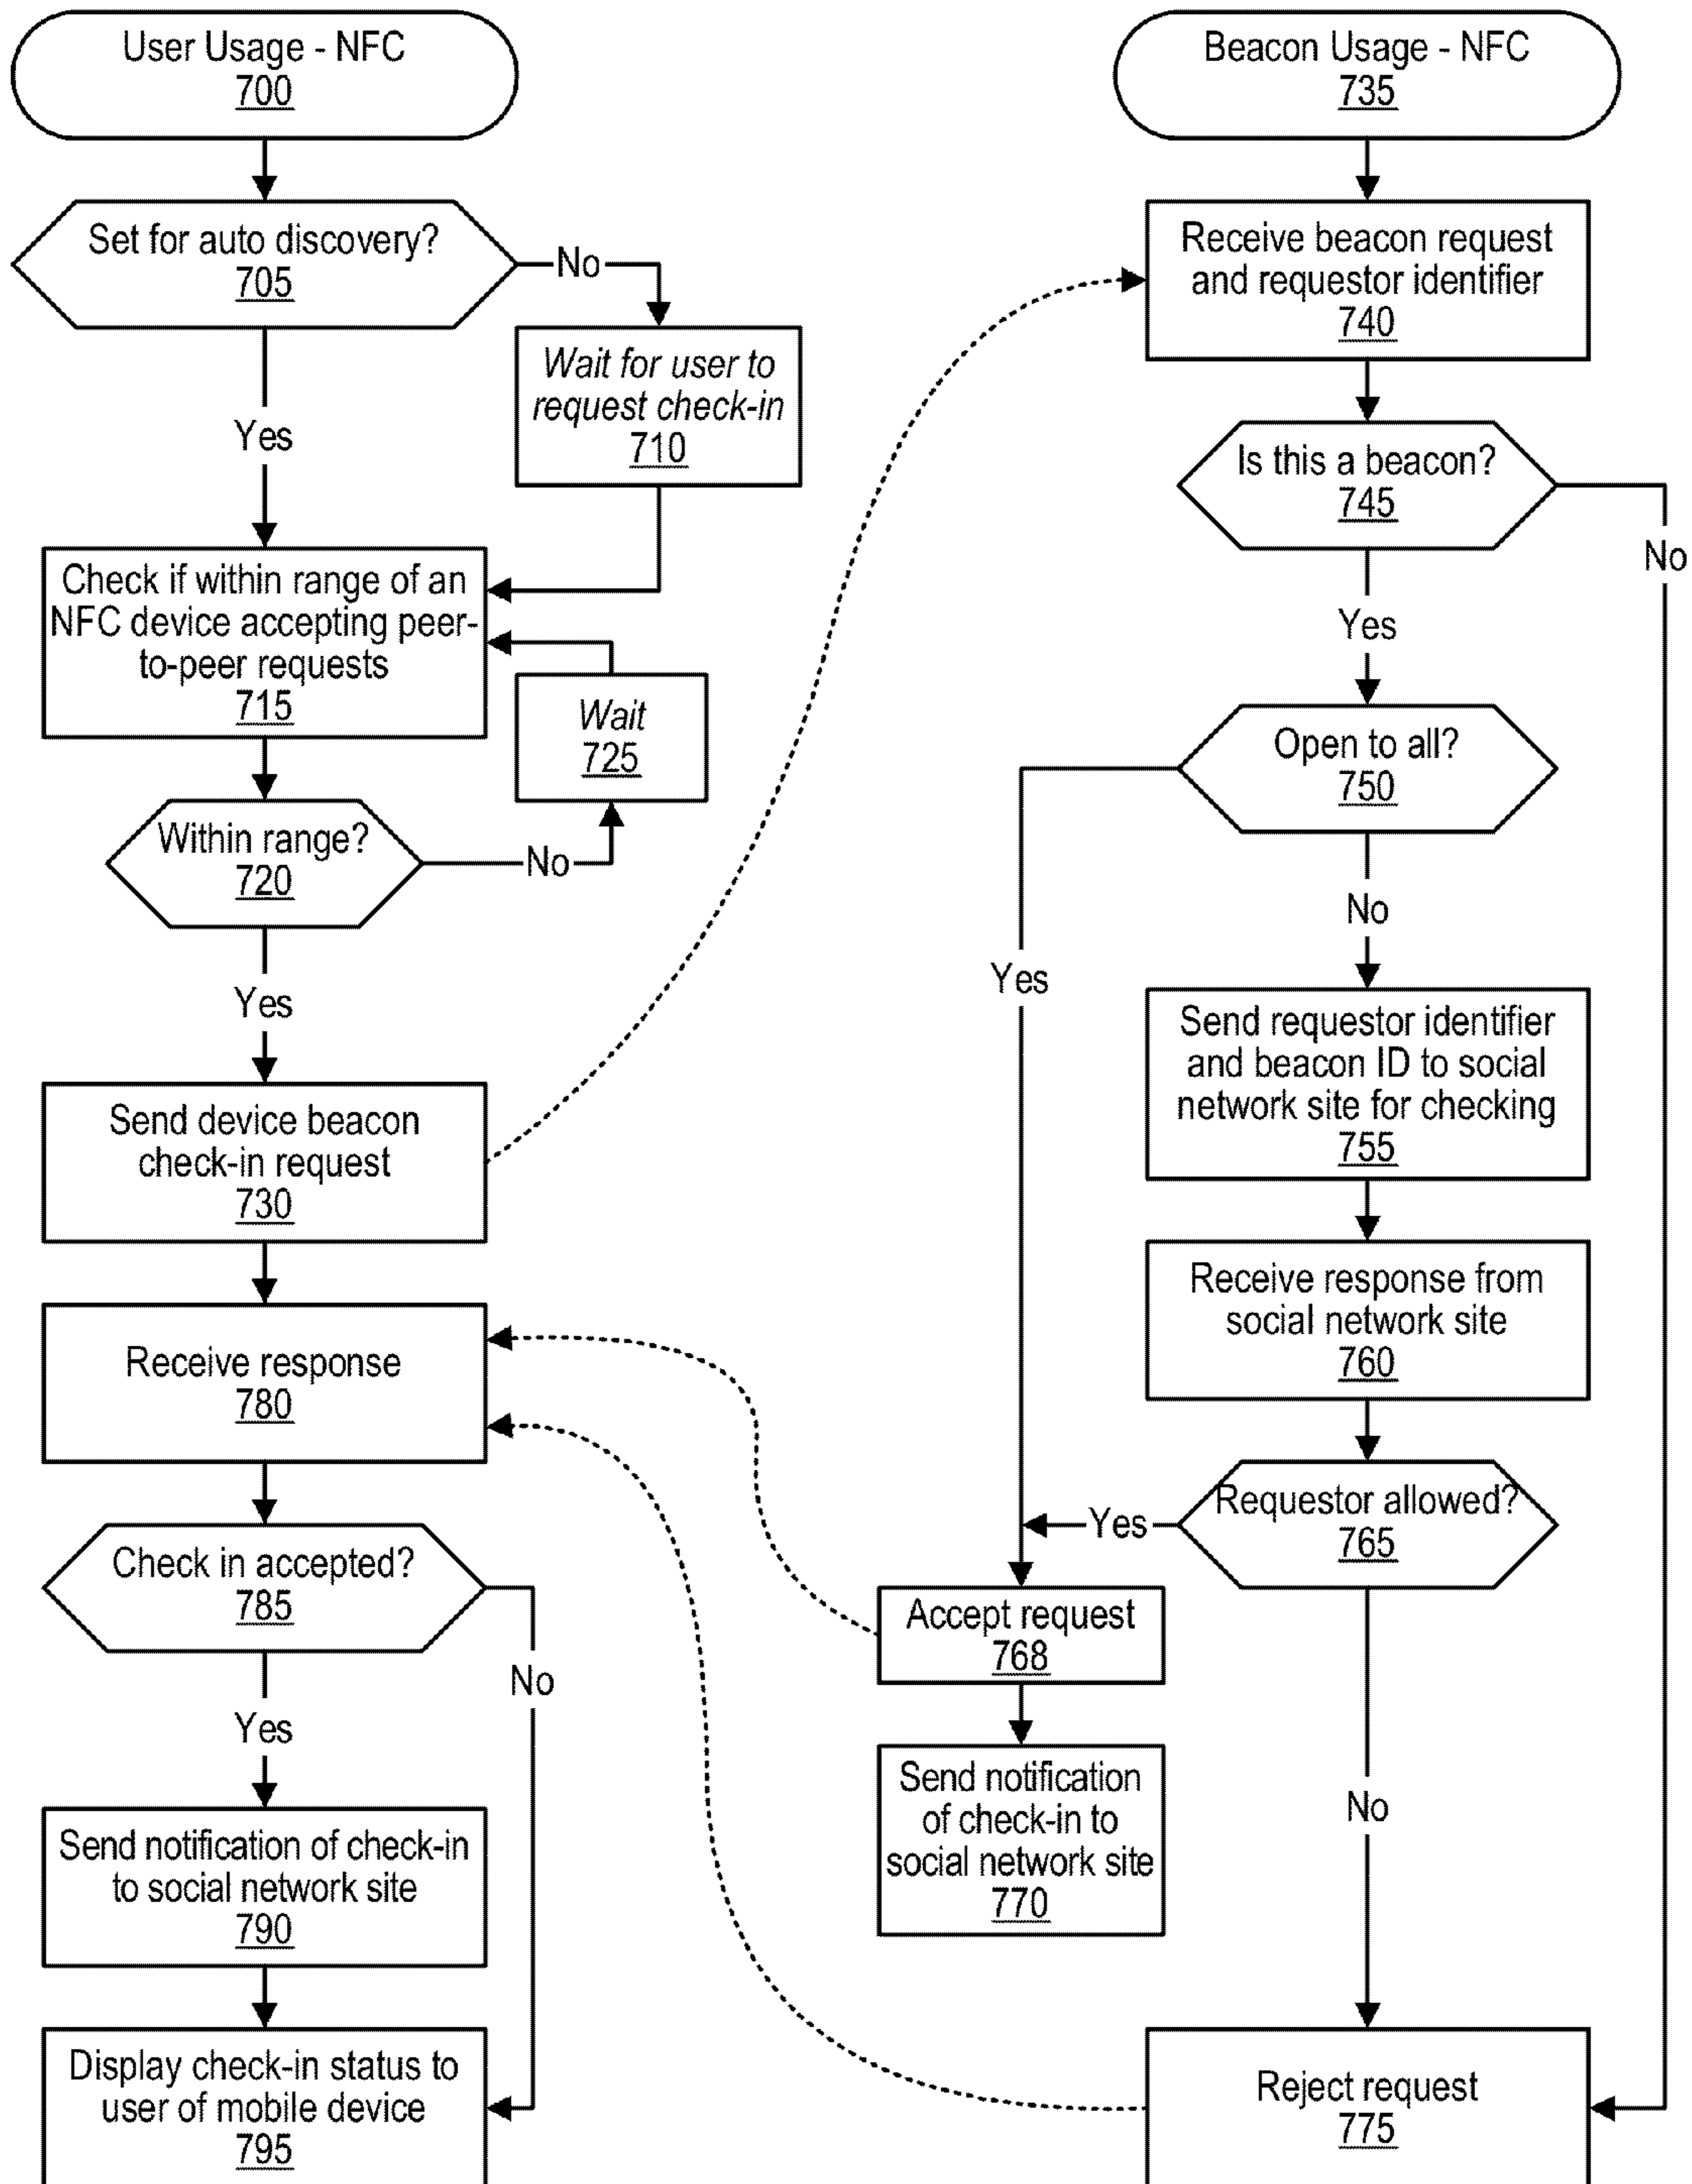 User Usage - NFC
700
Set for auto discovery?
705
No
Wait for user to
request check-in
710
Yes
Check if within range of an
NFC device accepting peer-
to-peer requests
715
Wait
725
Within range?
720
No
Yes
Send device beacon
check-in request
730
Receive response
780
Check in accepted?
785
No
Yes
Send notification of check-in
to social network site
790
Display check-in status to
user of mobile device
795
Beacon Usage - NFC
735
Receive beacon request
and requestor identifier
740
Is this a beacon?
745
No
Yes
Open to all?
750
Yes
No
Send requestor identifier
and beacon ID to social
network site for checking
755
Receive response from
social network site
760
Requestor allowed?
765
Yes
Accept request
768
Send notification
of check-in to
social network site
770
No
Reject request
775